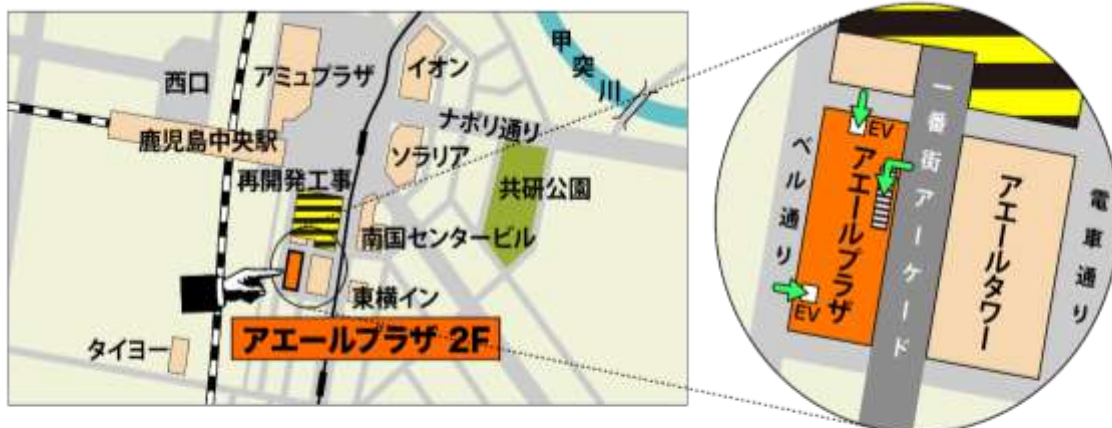 西口
アミュプラザ
イオン
甲突川
ナポリ通り
鹿児島中央駅
ソラリア
再開発工事
共研公園
南国センタービル
東横イン
アエールプラザ 2F
タイヨー
一番街アーケード
EV
アエールプラザ
ベル通り
EV
アエールタワー
電車通り